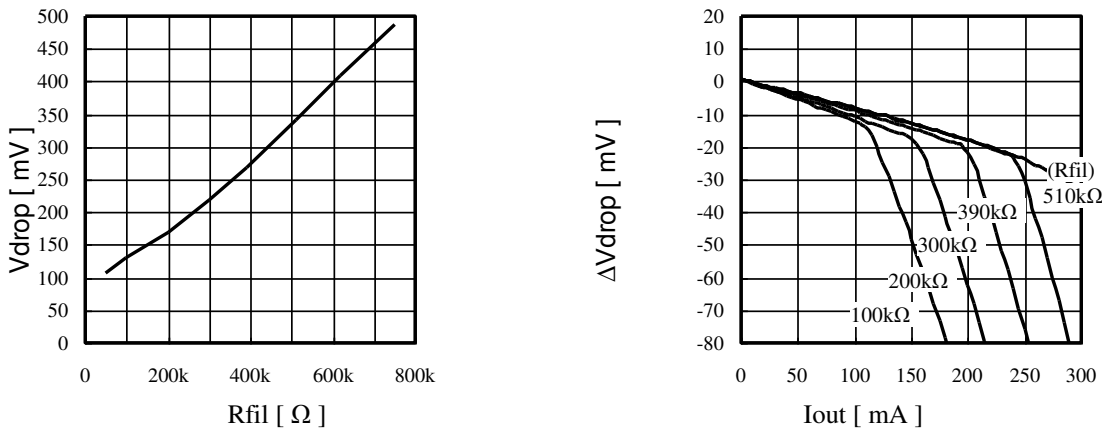 500
450
400
350
300
250
200
150
100
50
0
Vdrop [ mV ]
0 200k 400k 600k 800k
Rfil [ Ω ]
20
10
0
-10
-20
-30
-40
-50
-60
-70
-80
ΔVdrop [ mV ]
(Rfil)
510kΩ
390kΩ
300kΩ
200kΩ
100kΩ
0 50 100 150 200 250 300
Iout [ mA ]